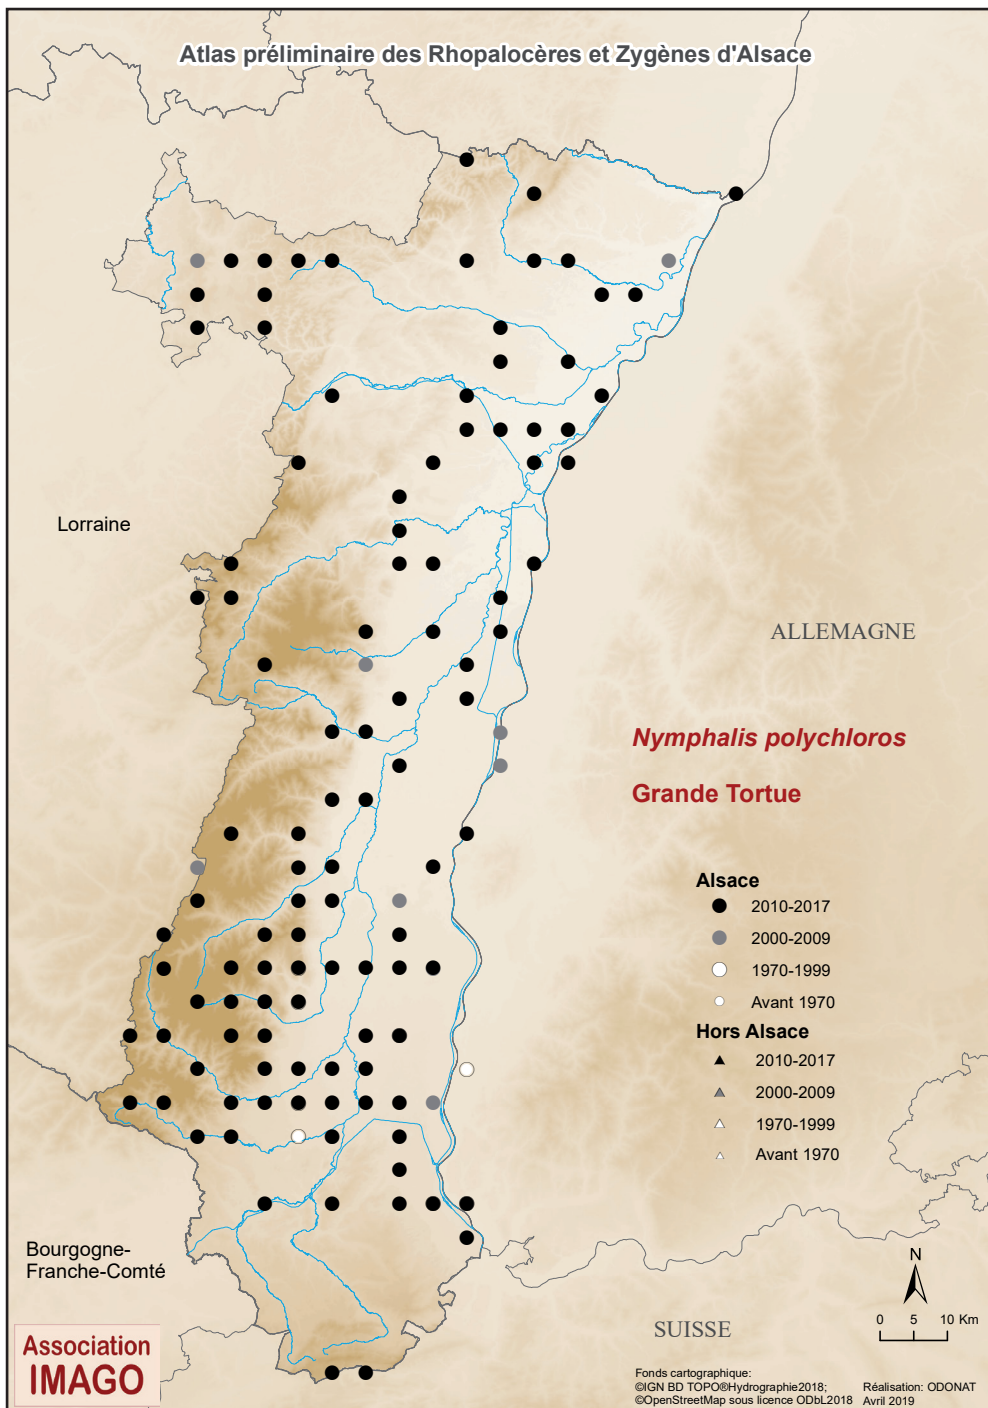 Atlas préliminaire des Rhopalocères et Zygènes d'Alsace
Lorraine
ALLEMAGNE
Nymphalis polychloros
Grande Tortue
Alsace
2010-2017
2000-2009
1970-1999
Avant 1970
Hors Alsace
2010-2017
2000-2009
1970-1999
Avant 1970
Bourgogne-
Franche-Comté
N
0 5 10 Km
SUISSE
Association
IMAGO
Fonds cartographique:
©IGN BD TOPO®Hydrographie2018;
©OpenStreetMap sous licence ODbL2018
Réalisation: ODONAT
Avril 2019